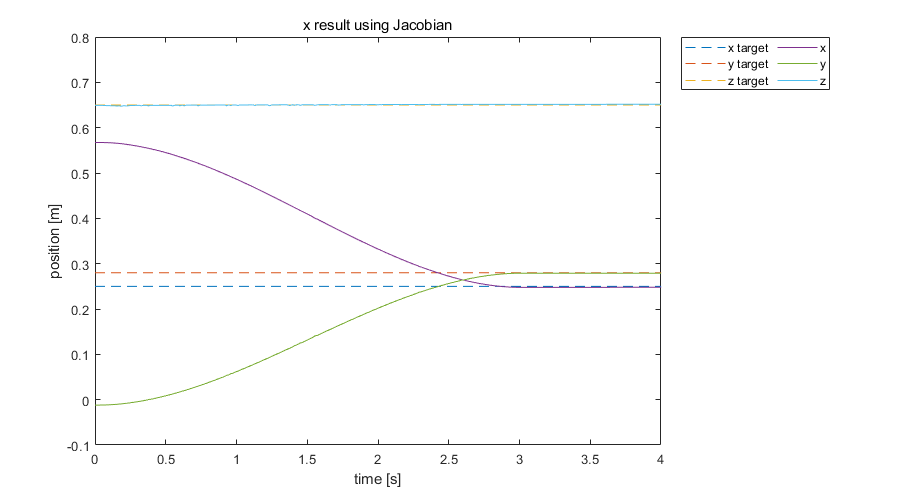 x result using Jacobian
0.8
0.7
0.6
0.5
0.4
0.3
0.2
0.1
0
-0.1
position [m]
0 0.5 1 1.5 2 2.5 3 3.5 4
time [s]
x target x
y target y
z target z